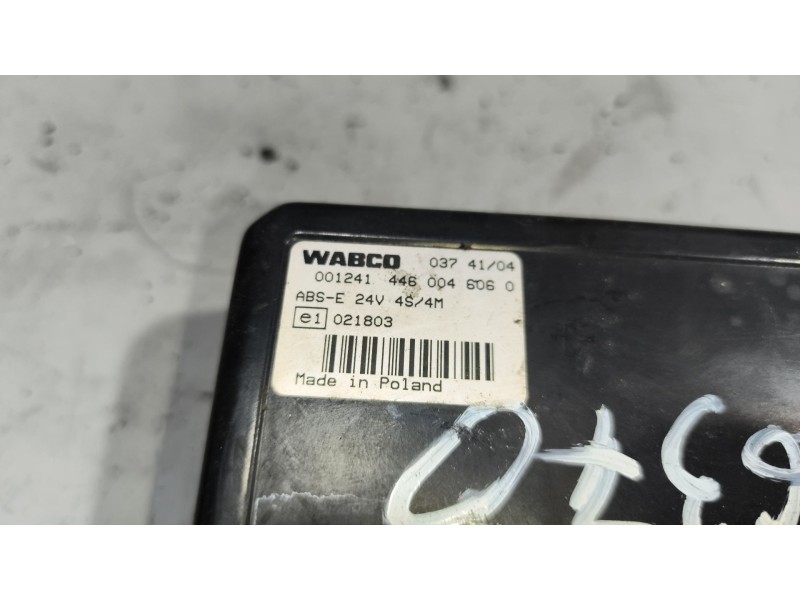 WABCO 037 41/04
001241 446 004 606 0
ABS-E 24V 4S/4M
e1 021803
Made in Poland